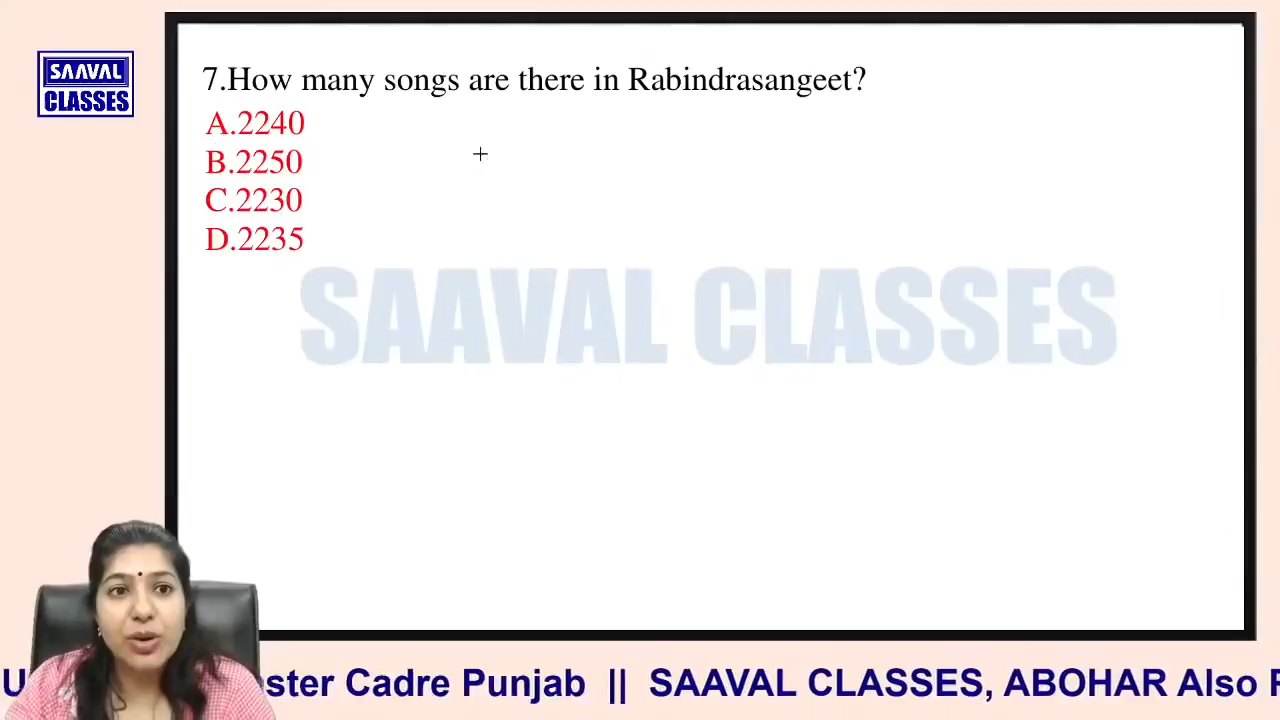 SAAVAL
CLASSES
7.How many songs are there in Rabindrasangeet?
A.2240
B.2250
C.2230
D.2235
SAAVAL CLASSES
ster Cadre Punjab || SAAVAL CLASSES, ABOHAR Also